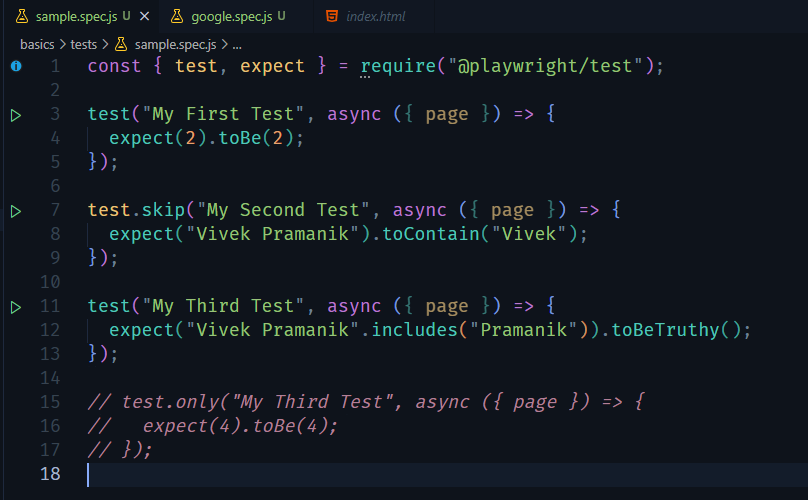 sample.spec.js U
google.spec.js U
index.html
basics > tests > sample.spec.js > ...
1 const { test, expect } = require("@playwright/test");
2
3 test("My First Test", async ({ page }) => {
4   expect(2).toBe(2);
5 });
6
7 test.skip("My Second Test", async ({ page }) => {
8   expect("Vivek Pramanik").toContain("Vivek");
9 });
10
11 test("My Third Test", async ({ page }) => {
12   expect("Vivek Pramanik".includes("Pramanik")).toBeTruthy();
13 });
14
15 // test.only("My Third Test", async ({ page }) => {
16 //   expect(4).toBe(4);
17 // });
18